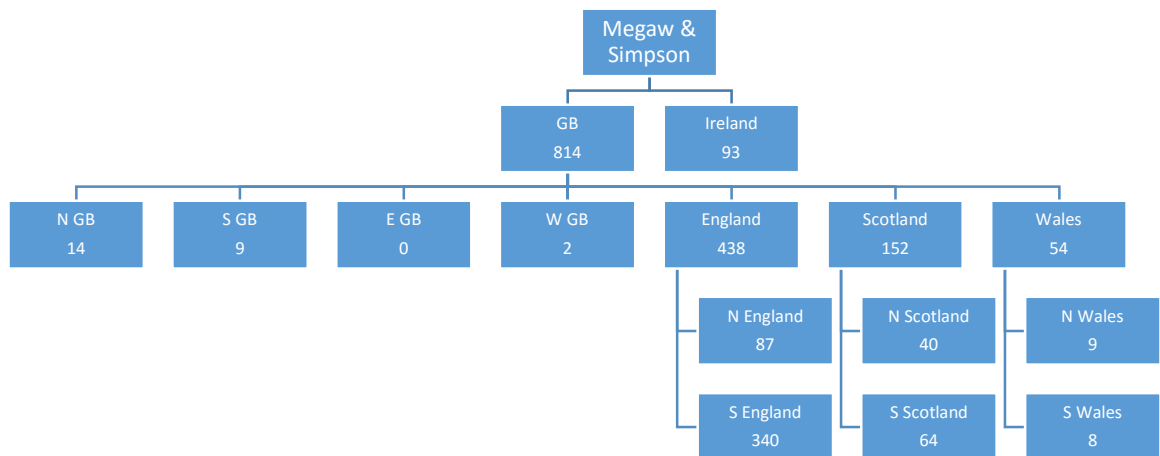 Megaw &
Simpson
GB
814
Ireland
93
N GB
14
S GB
9
E GB
0
W GB
2
England
438
Scotland
152
Wales
54
N England
87
N Scotland
40
N Wales
9
S England
340
S Scotland
64
S Wales
8